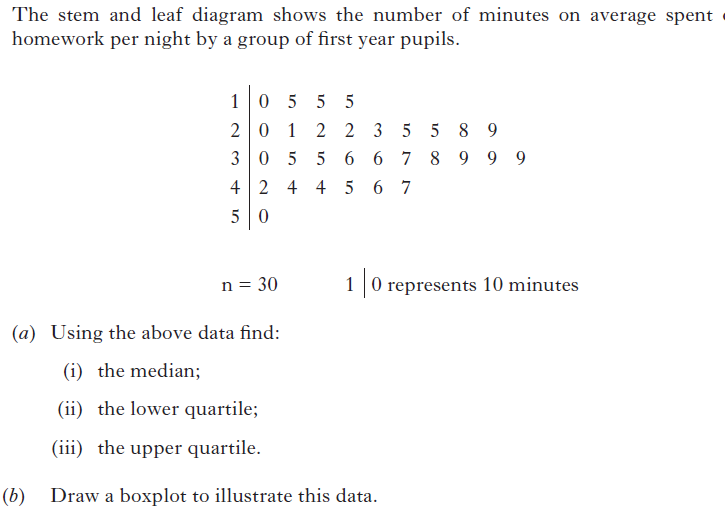 The stem and leaf diagram shows the number of minutes on average spent
homework per night by a group of first year pupils.
1 | 0 5 5 5
2 | 0 1 2 2 3 5 5 8 9
3 | 0 5 5 6 6 7 8 9 9 9
4 | 2 4 4 5 6 7
5 | 0
n = 30 1 | 0 represents 10 minutes
(a) Using the above data find:
(i) the median;
(ii) the lower quartile;
(iii) the upper quartile.
(b) Draw a boxplot to illustrate this data.